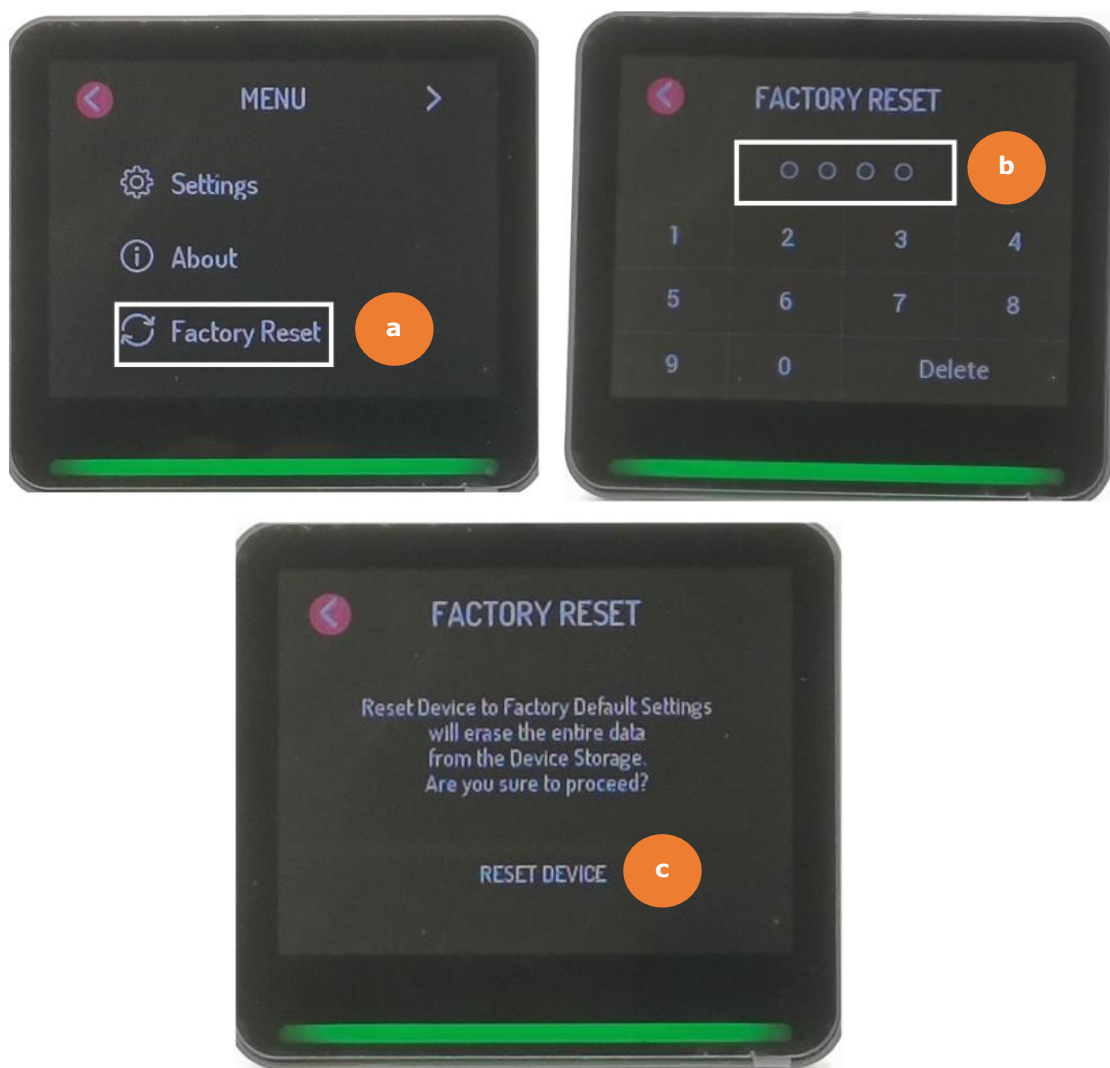 MENU
Settings
About
Factory Reset
a
FACTORY RESET
b
1 2 3 4
5 6 7 8
9 0 Delete
FACTORY RESET
Reset Device to Factory Default Settings
will erase the entire data
from the Device Storage.
Are you sure to proceed?
RESET DEVICE
c